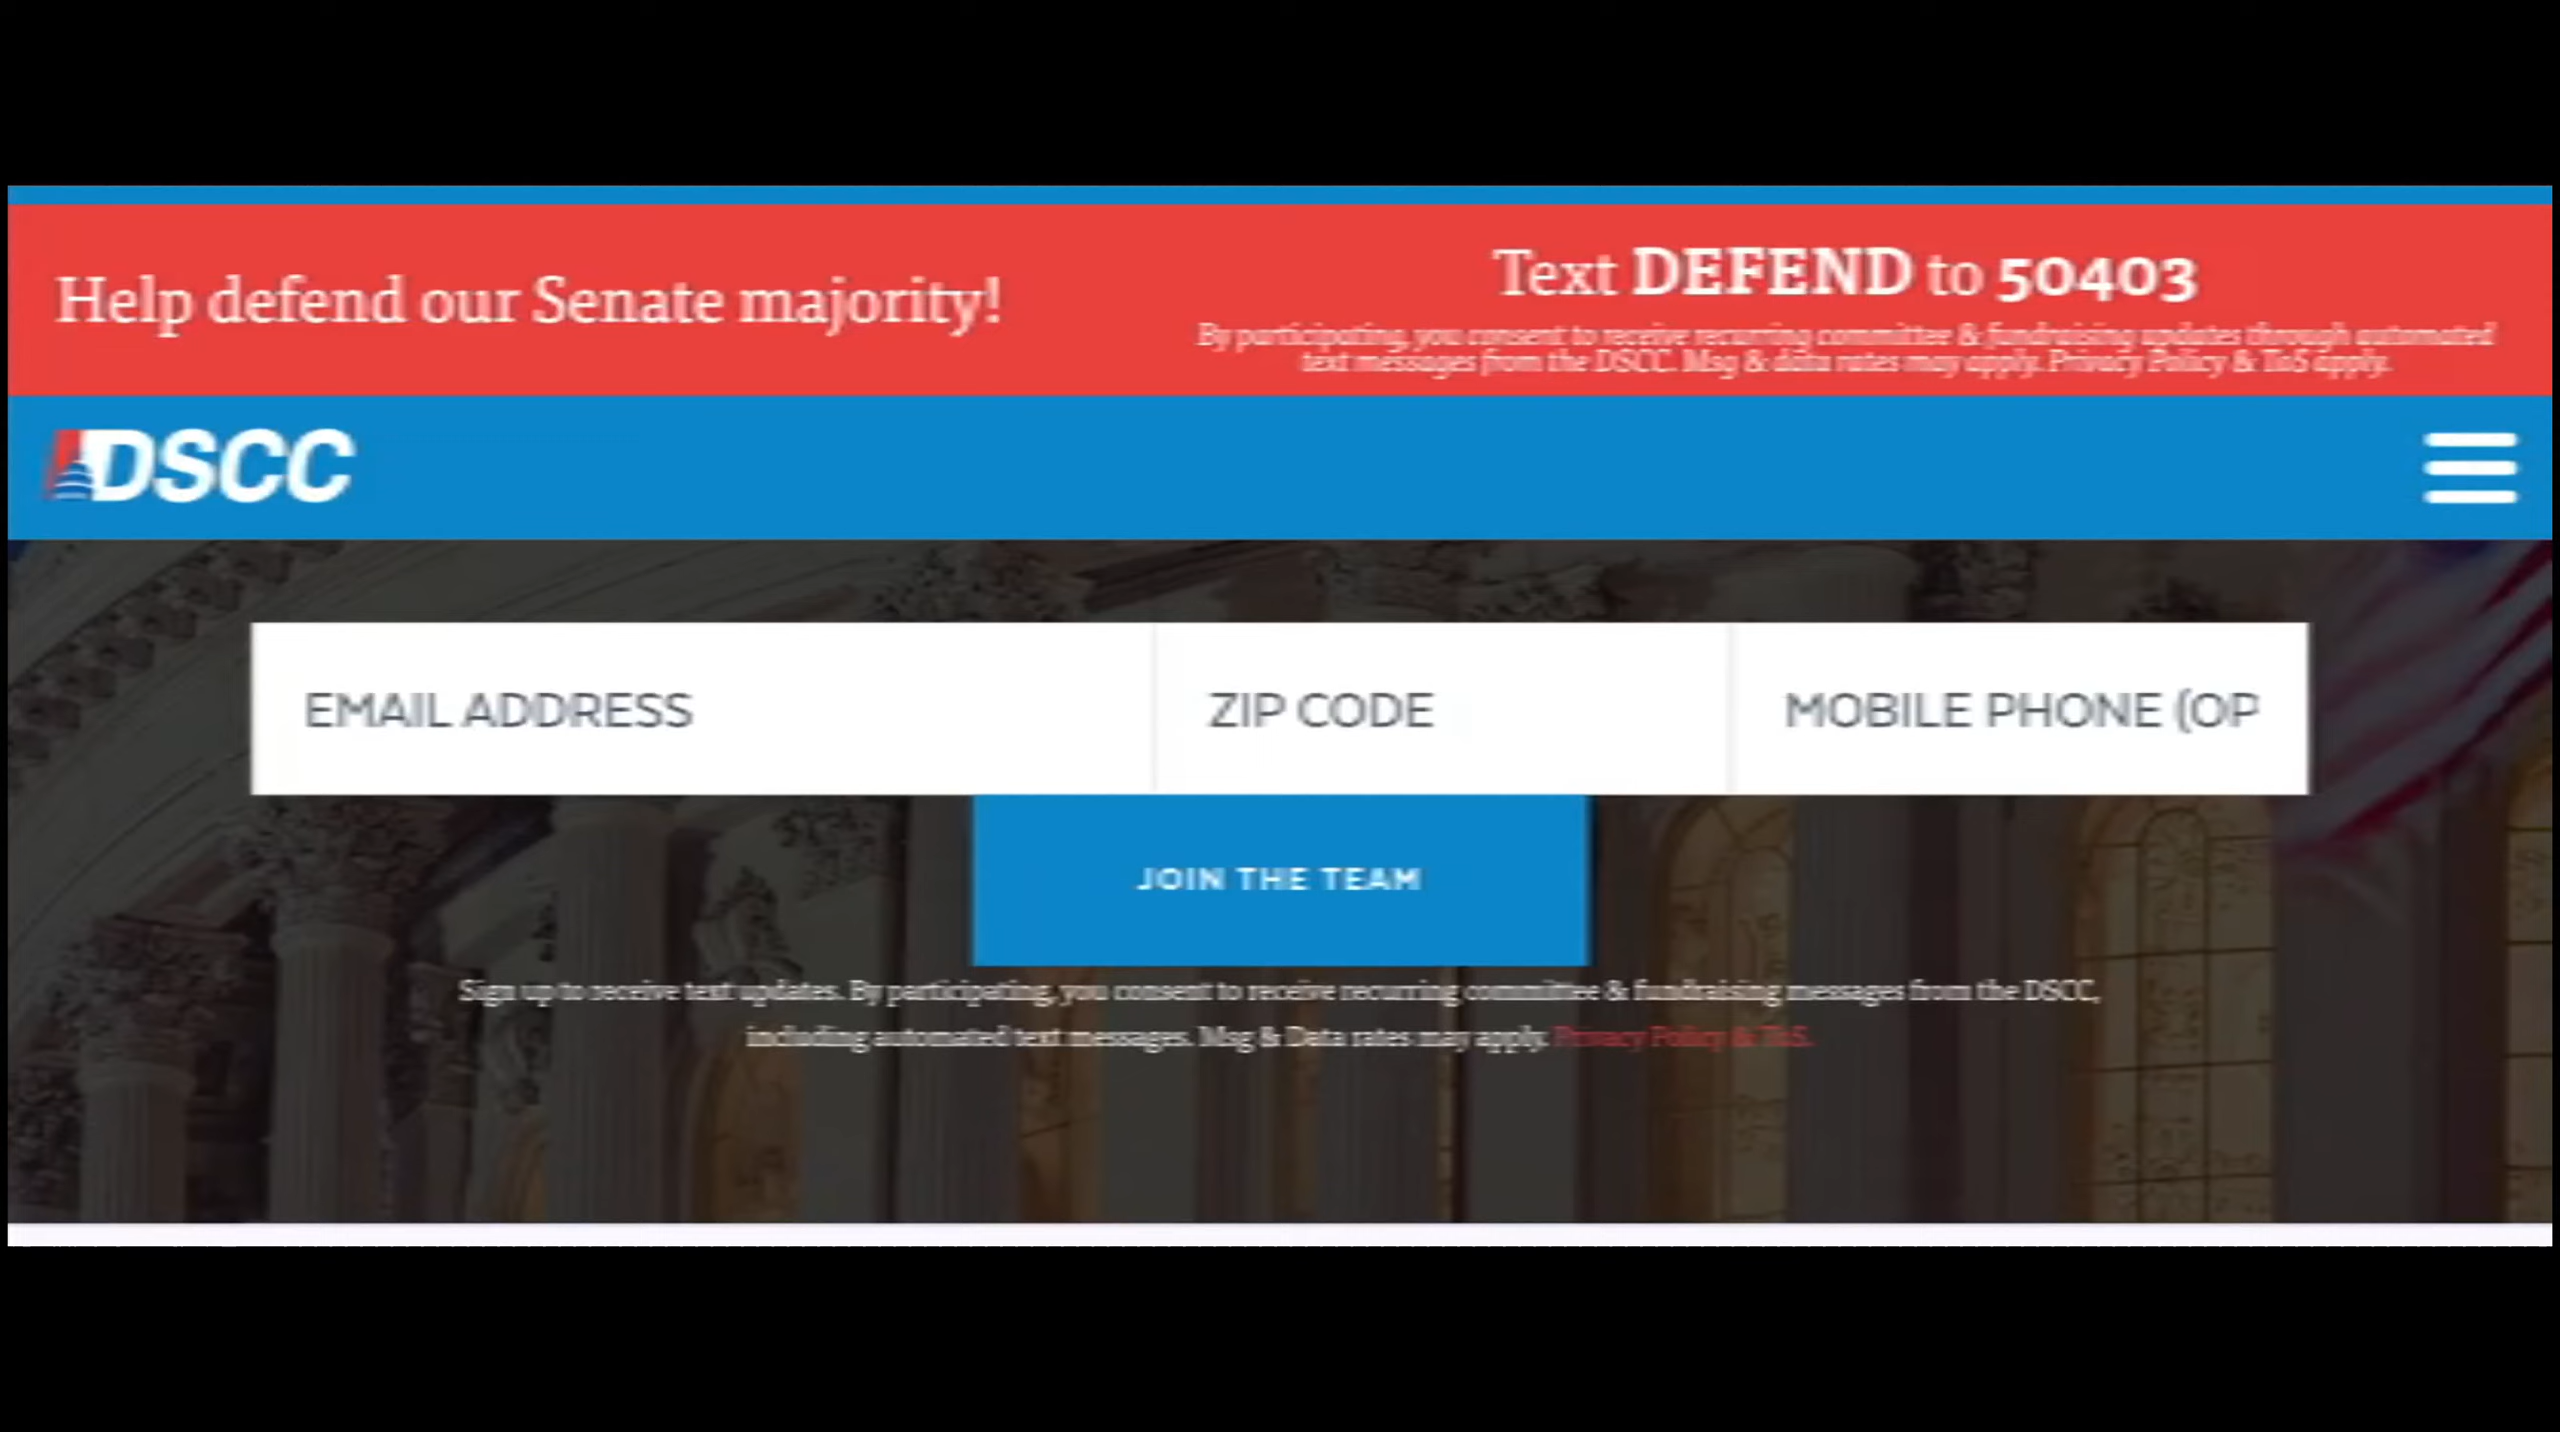 Help defend our Senate majority!
Text DEFEND to 50403
By participating, you consent to receive recurring committee & fundraising updates through automated
text messages from the DSCC. Msg & data rates may apply. Privacy Policy & ToS apply.
DSCC
EMAIL ADDRESS
ZIP CODE
MOBILE PHONE (OP
JOIN THE TEAM
Sign up to receive text updates. By participating, you consent to receive recurring committee & fundraising messages from the DSCC,
including automated text messages. Msg & Data rates may apply. Privacy Policy & ToS.